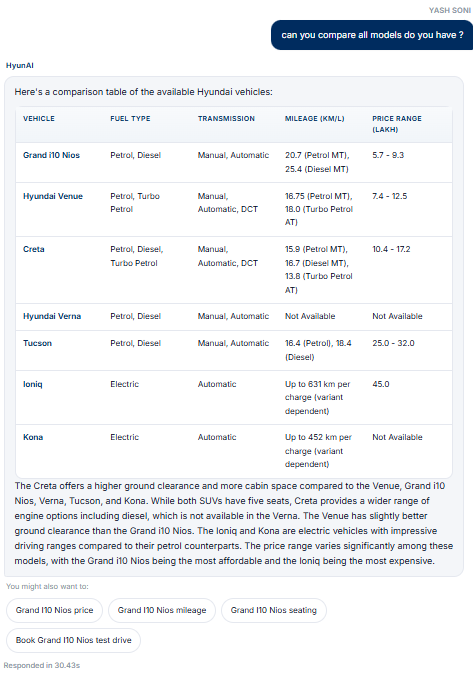 YASH SONI
can you compare all models do you have ?
HyunAI
Here's a comparison table of the available Hyundai vehicles:
VEHICLE FUEL TYPE TRANSMISSION MILEAGE (KM/L) PRICE RANGE
(LAKH)
Grand i10 Nios Petrol, Diesel Manual, Automatic 20.7 (Petrol MT), 5.7 - 9.3
25.4 (Diesel MT)
Hyundai Venue Petrol, Turbo Manual, 16.75 (Petrol MT), 7.4 - 12.5
Petrol Automatic, DCT 18.0 (Turbo Petrol
AT)
Creta Petrol, Diesel, Manual, 15.9 (Petrol MT), 10.4 - 17.2
Turbo Petrol Automatic, DCT 16.7 (Diesel MT),
13.8 (Turbo Petrol
AT)
Hyundai Verna Petrol, Diesel Manual, Automatic Not Available Not Available
Tucson Petrol, Diesel Manual, Automatic 16.4 (Petrol), 18.4 25.0 - 32.0
(Diesel)
Ioniq Electric Automatic Up to 631 km per 45.0
charge (variant
dependent)
Kona Electric Automatic Up to 452 km per Not Available
charge (variant
dependent)
The Creta offers a higher ground clearance and more cabin space compared to the Venue, Grand i10
Nios, Verna, Tucson, and Kona. While both SUVs have five seats, Creta provides a wider range of
engine options including diesel, which is not available in the Verna. The Venue has slightly better
ground clearance than the Grand i10 Nios. The Ioniq and Kona are electric vehicles with impressive
driving ranges compared to their petrol counterparts. The price range varies significantly among these
models, with the Grand i10 Nios being the most affordable and the Ioniq being the most expensive.
You might also want to:
Grand I10 Nios price Grand I10 Nios mileage Grand I10 Nios seating
Book Grand I10 Nios test drive
Responded in 30.43s